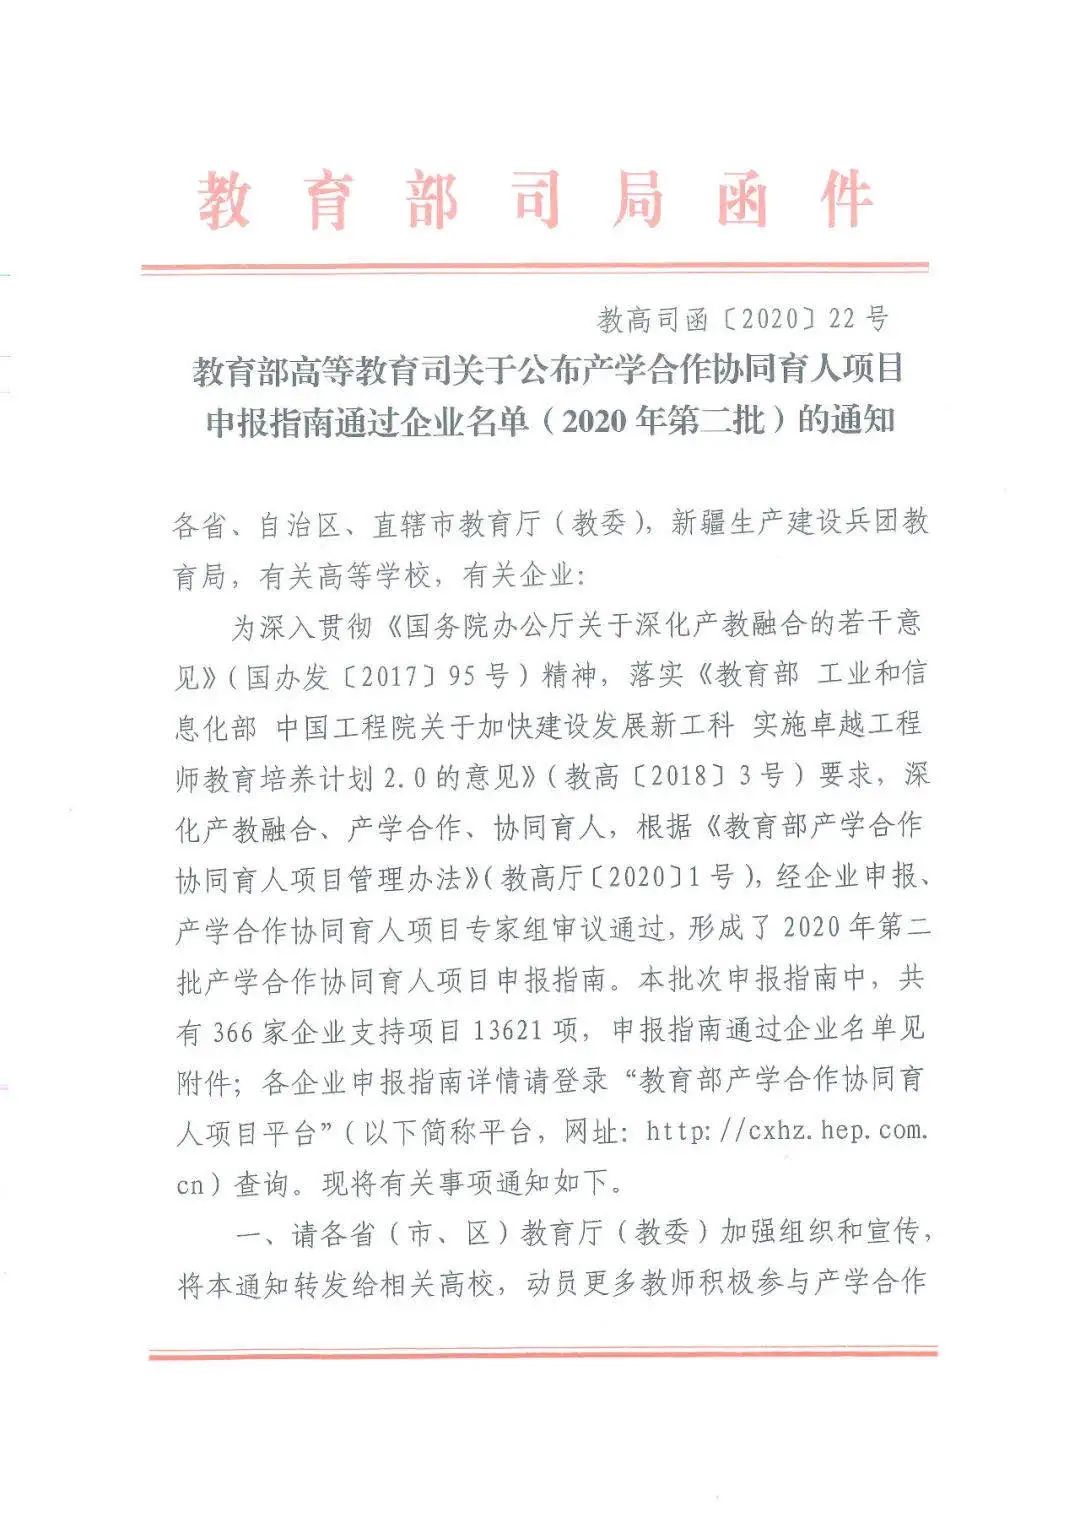 教育部司局函件
教高司函〔2020〕22号
教育部高等教育司关于公布产学合作协同育人项目
申报指南通过企业名单（2020年第二批）的通知
各省、自治区、直辖市教育厅（教委），新疆生产建设兵团教
育局，有关高等学校，有关企业：
为深入贯彻《国务院办公厅关于深化产教融合的若干意
见》（国办发〔2017〕95号）精神，落实《教育部 工业和信
息化部 中国工程院关于加快建设发展新工科 实施卓越工程
师教育培养计划2.0的意见》（教高〔2018〕3号）要求，深
化产教融合、产学合作、协同育人，根据《教育部产学合作
协同育人项目管理办法》（教高厅〔2020〕1号），经企业申报、
产学合作协同育人项目专家组审议通过，形成了2020年第二
批产学合作协同育人项目申报指南。本批次申报指南中，共
有366家企业支持项目13621项，申报指南通过企业名单见
附件；各企业申报指南详情请登录“教育部产学合作协同育
人项目平台”（以下简称平台，网址：http://cxhz.hep.com.
cn）查询。现将有关事项通知如下。
一、请各省（市、区）教育厅（教委）加强组织和宣传，
将本通知转发给相关高校，动员更多教师积极参与产学合作